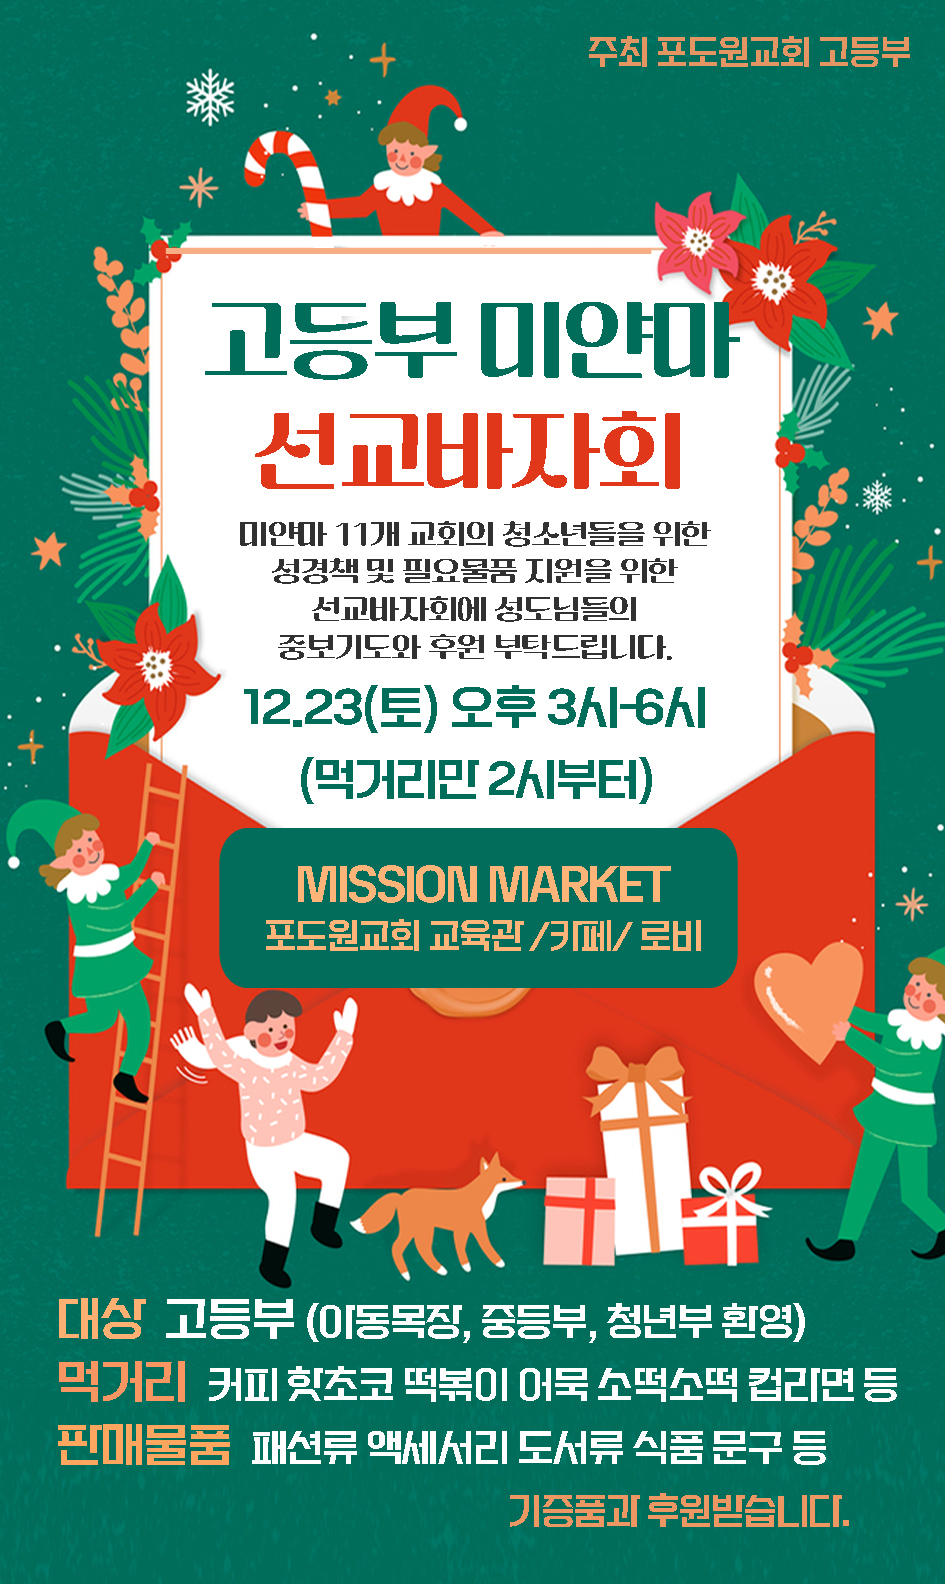 주최 포도원교회 고등부
고등부 미얀마
선교바자회
미얀마 11개 교회의 청소년들을 위한
성경책 및 필요물품 지원을 위한
선교바자회에 성도님들의
중보기도와 후원 부탁드립니다.
12.23(토) 오후 3시-6시
(먹거리만 2시부터)
MISSION MARKET
포도원교회 교육관 /카페/ 로비
대상 고등부 (아동목장, 중등부, 청년부 환영)
먹거리 커피 핫초코 떡볶이 어묵 소떡소떡 컵라면 등
판매물품 패션류 액세서리 도서류 식품 문구 등
기증품과 후원받습니다.